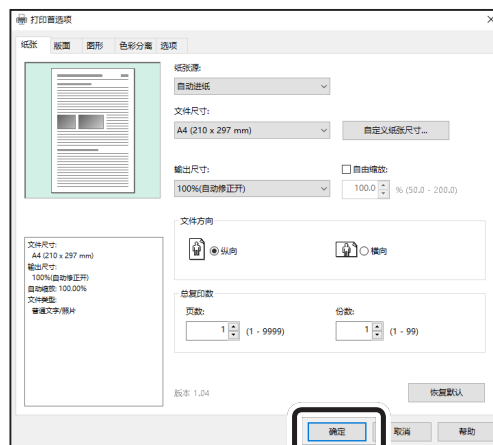 打印首选项
纸张 版面 图形 色彩分离 选项
纸张源:
自动进纸
文件尺寸:
A4 (210 x 297 mm) 自定义纸张尺寸...
输出尺寸: 自由缩放:
100%(自动修正开) 100.0 % (50.0 - 200.0)
文件方向
纵向 横向
文件尺寸:
A4 (210 x 297 mm)
输出尺寸:
100%(自动修正开)
自动缩放: 100.00%
文件类型:
普通文字/照片
总复印数
页数: 份数:
1 (1 - 9999) 1 (1 - 99)
版本 1.04 恢复默认
确定 取消 帮助